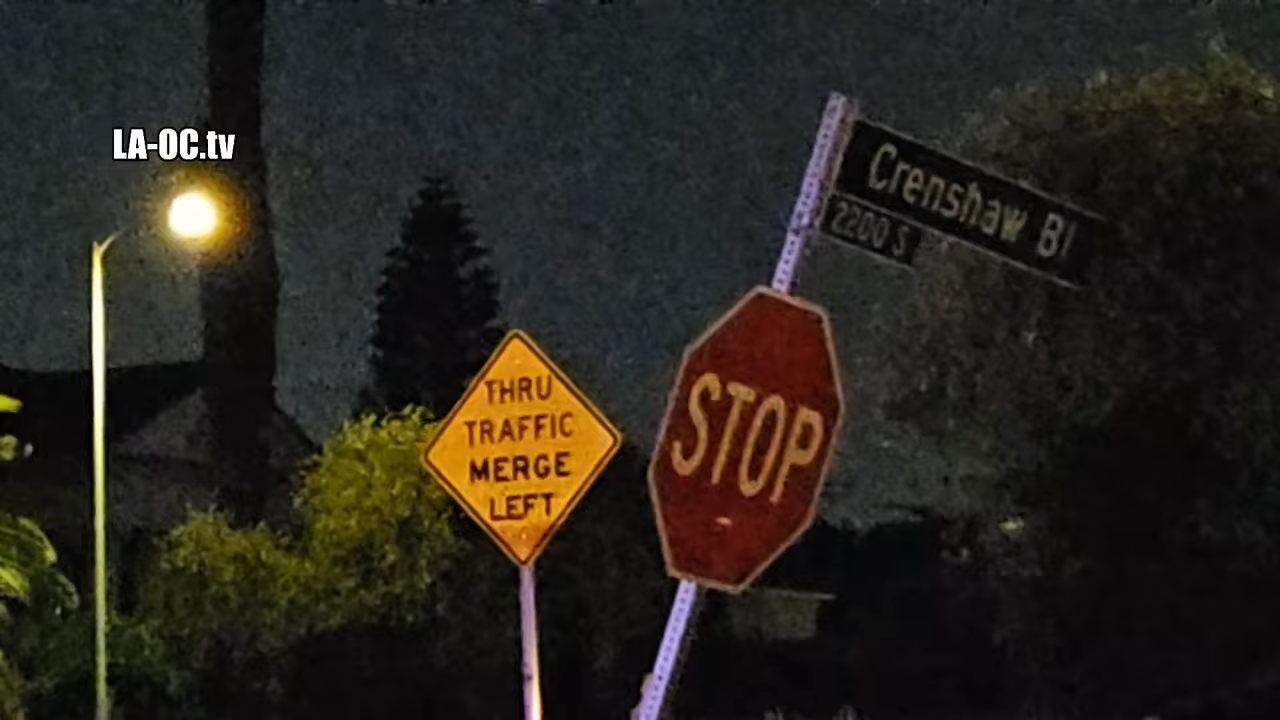 LA-OC.tv
Crenshaw Bl
2200 S
THRU
TRAFFIC
MERGE
LEFT
STOP